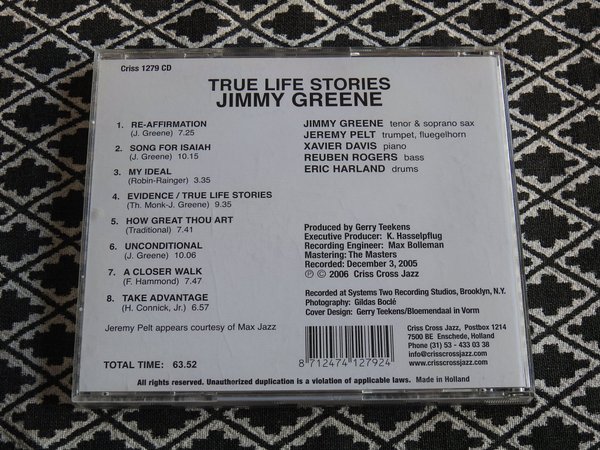 Criss 1279 CD
TRUE LIFE STORIES
JIMMY GREENE
1. RE-AFFIRMATION
(J. Greene) 7.25
2. SONG FOR ISAIAH
(J. Greene) 10.15
3. MY IDEAL
(Robin-Rainger) 3.35
4. EVIDENCE / TRUE LIFE STORIES
(Th. Monk-J. Greene) 9.35
5. HOW GREAT THOU ART
(Traditional) 7.41
6. UNCONDITIONAL
(J. Greene) 10.06
7. A CLOSER WALK
(F. Hammond) 7.47
8. TAKE ADVANTAGE
(H. Connick, Jr.) 6.57
Jeremy Pelt appears courtesy of Max Jazz
TOTAL TIME: 63.52
JIMMY GREENE tenor & soprano sax
JEREMY PELT trumpet, fluegelhorn
XAVIER DAVIS piano
REUBEN ROGERS bass
ERIC HARLAND drums
Produced by Gerry Teekens
Executive Producer: K. Hasselpflug
Recording Engineer: Max Bolleman
Mastering: The Masters
Recorded: December 3, 2005
℗ © 2006 Criss Cross Jazz
Recorded at Systems Two Recording Studios, Brooklyn, N.Y.
Photography: Gildas Boclé
Cover Design: Gerry Teekens/Bloemendaal in Vorm
8 712474 127924
Criss Cross Jazz, Postbox 1214
7500 BE Enschede, Holland
Phone (31) 53 - 433 03 38
info@crisscrossjazz.com
www.crisscrossjazz.com
All rights reserved. Unauthorized duplication is a violation of applicable laws. Made in Holland